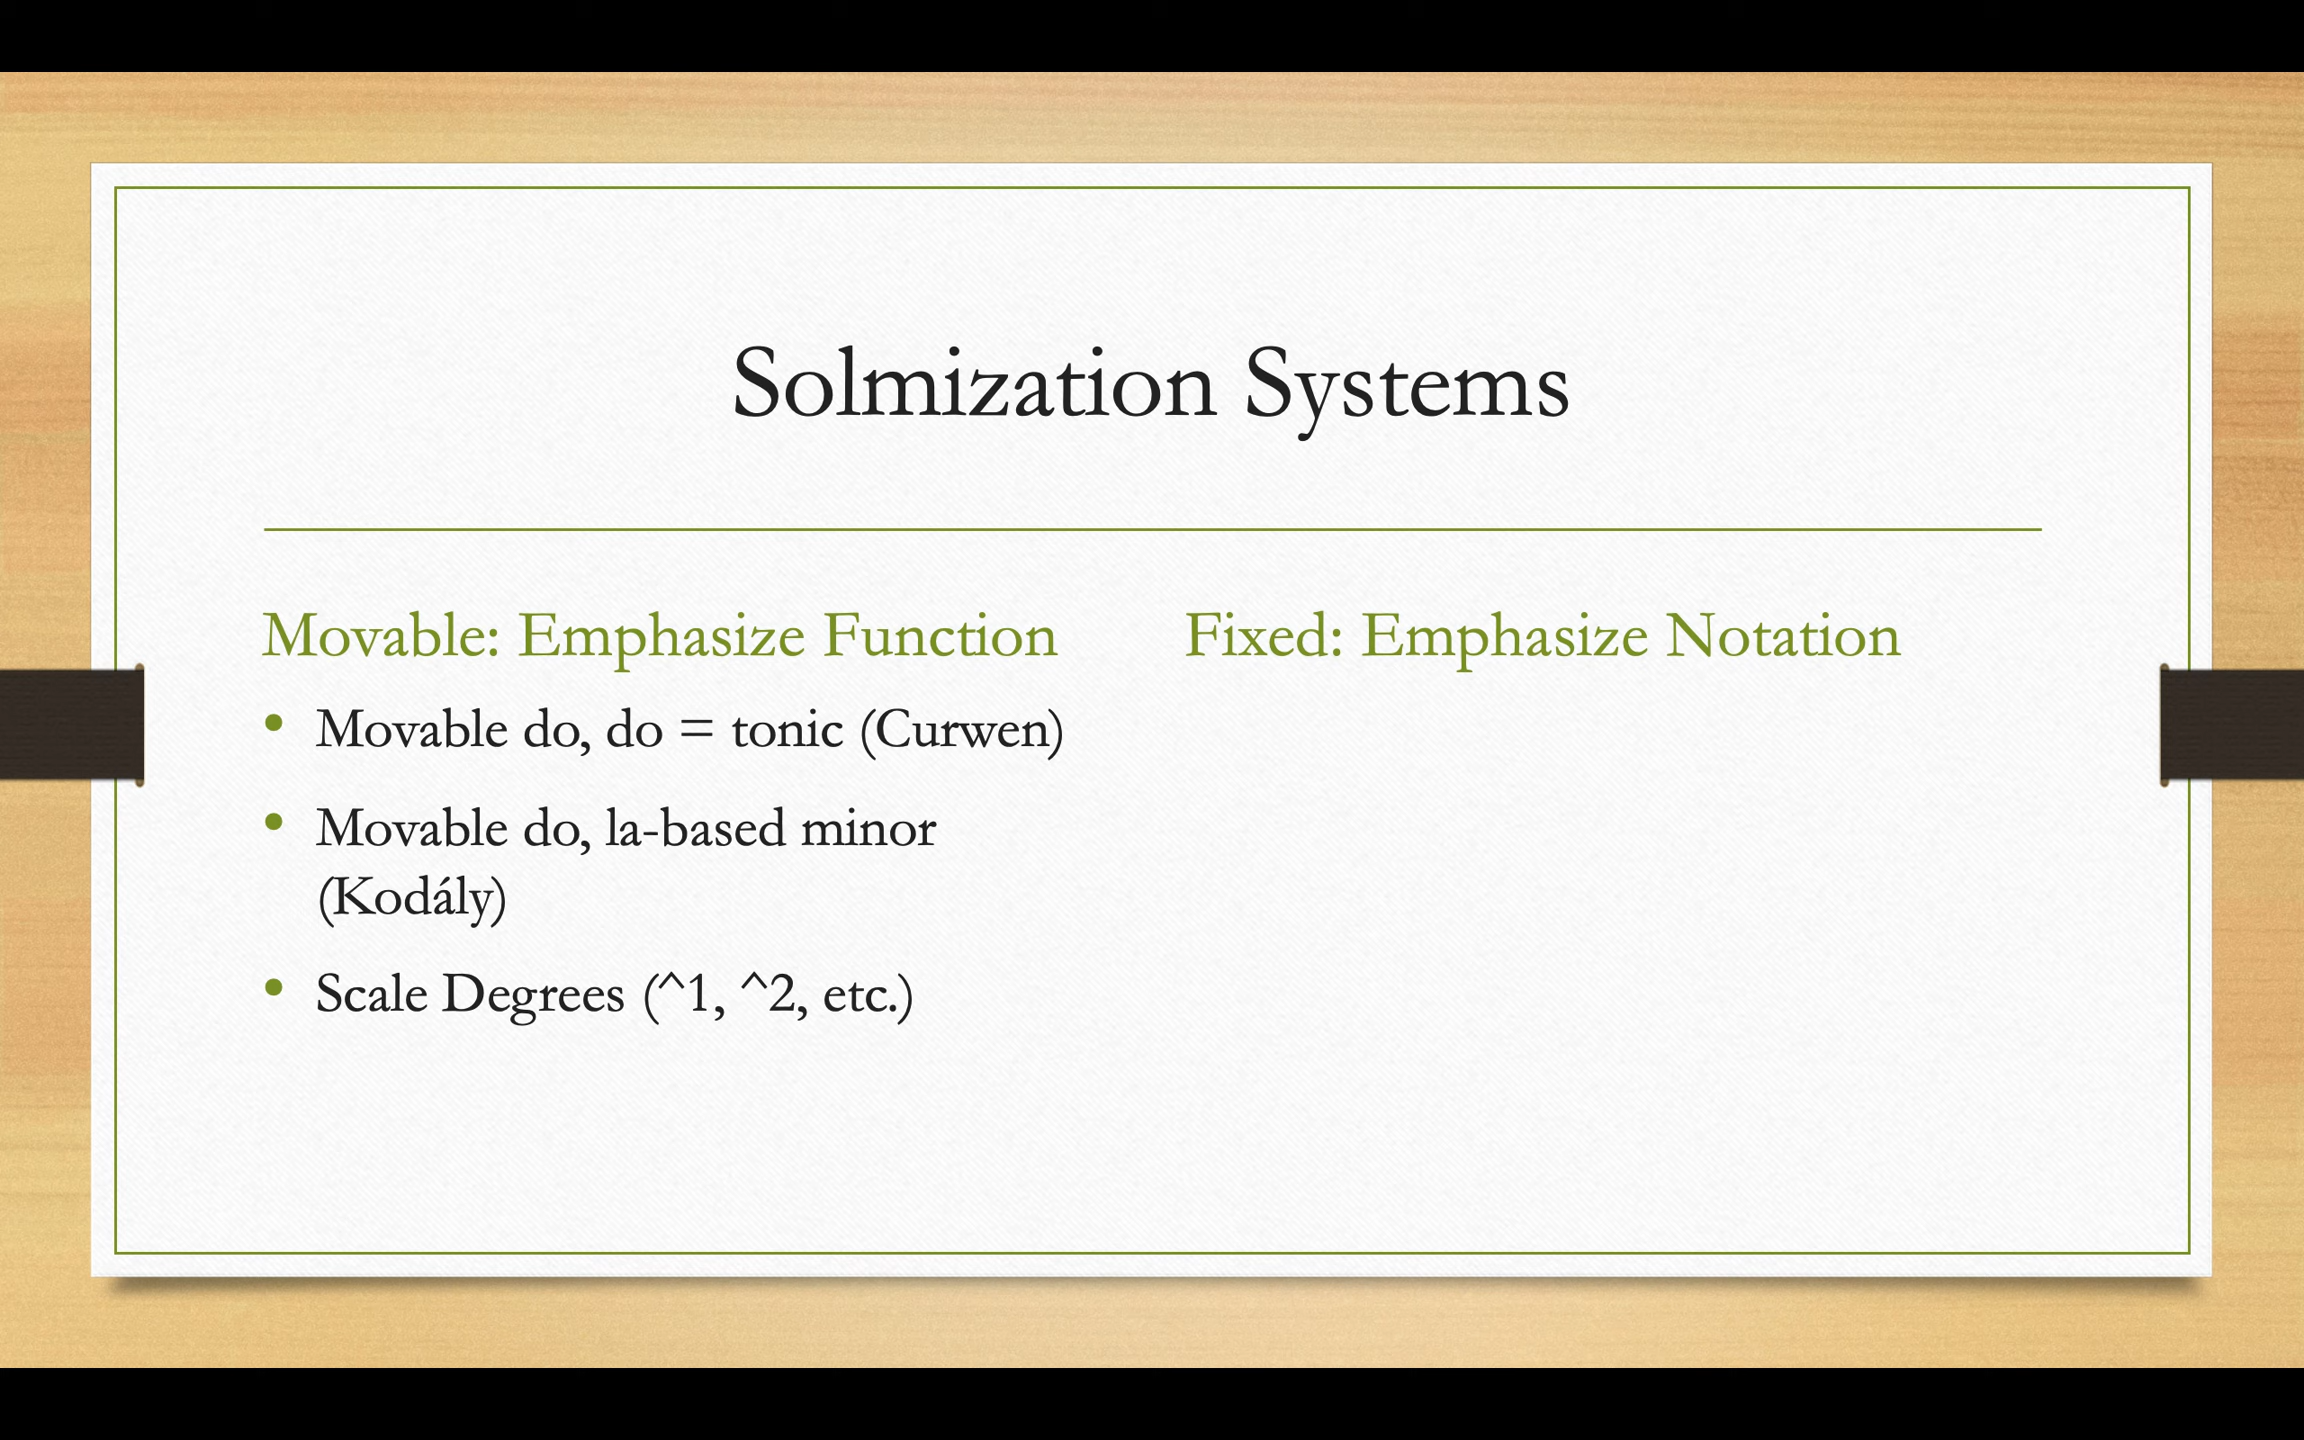 Solmization Systems
Movable: Emphasize Function
• Movable do, do = tonic (Curwen)
• Movable do, la-based minor
(Kodály)
• Scale Degrees (^1, ^2, etc.)
Fixed: Emphasize Notation